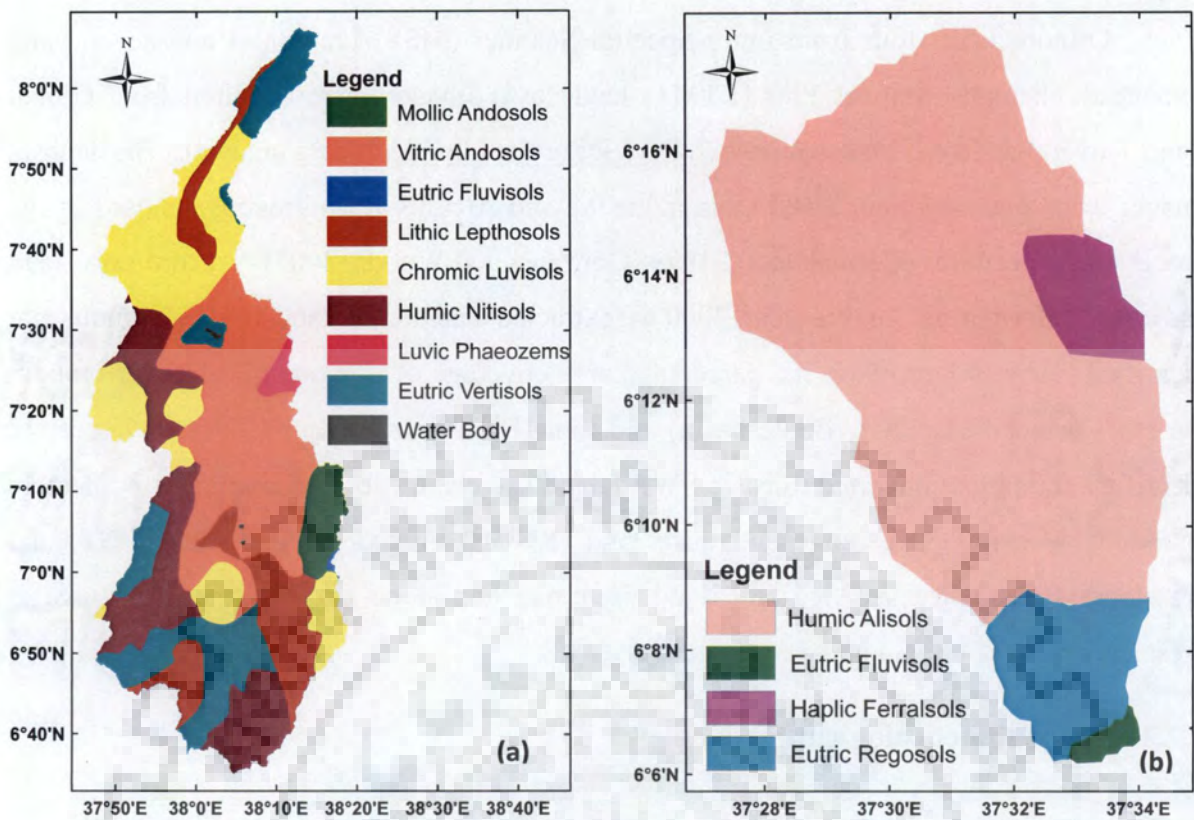 N
Legend
Mollic Andosols
Vitric Andosols
Eutric Fluvisols
Lithic Lepthosols
Chromic Luvisols
Humic Nitisols
Luvic Phaeozems
Eutric Vertisols
Water Body
8°0'N
7°50'N
7°40'N
7°30'N
7°20'N
7°10'N
7°0'N
6°50'N
6°40'N
(a)
37°50'E 38°0'E 38°10'E 38°20'E 38°30'E 38°40'E
N
6°16'N
6°14'N
6°12'N
6°10'N
6°8'N
6°6'N
Legend
Humic Alisols
Eutric Fluvisols
Haplic Ferralsols
Eutric Regosols
(b)
37°28'E 37°30'E 37°32'E 37°34'E